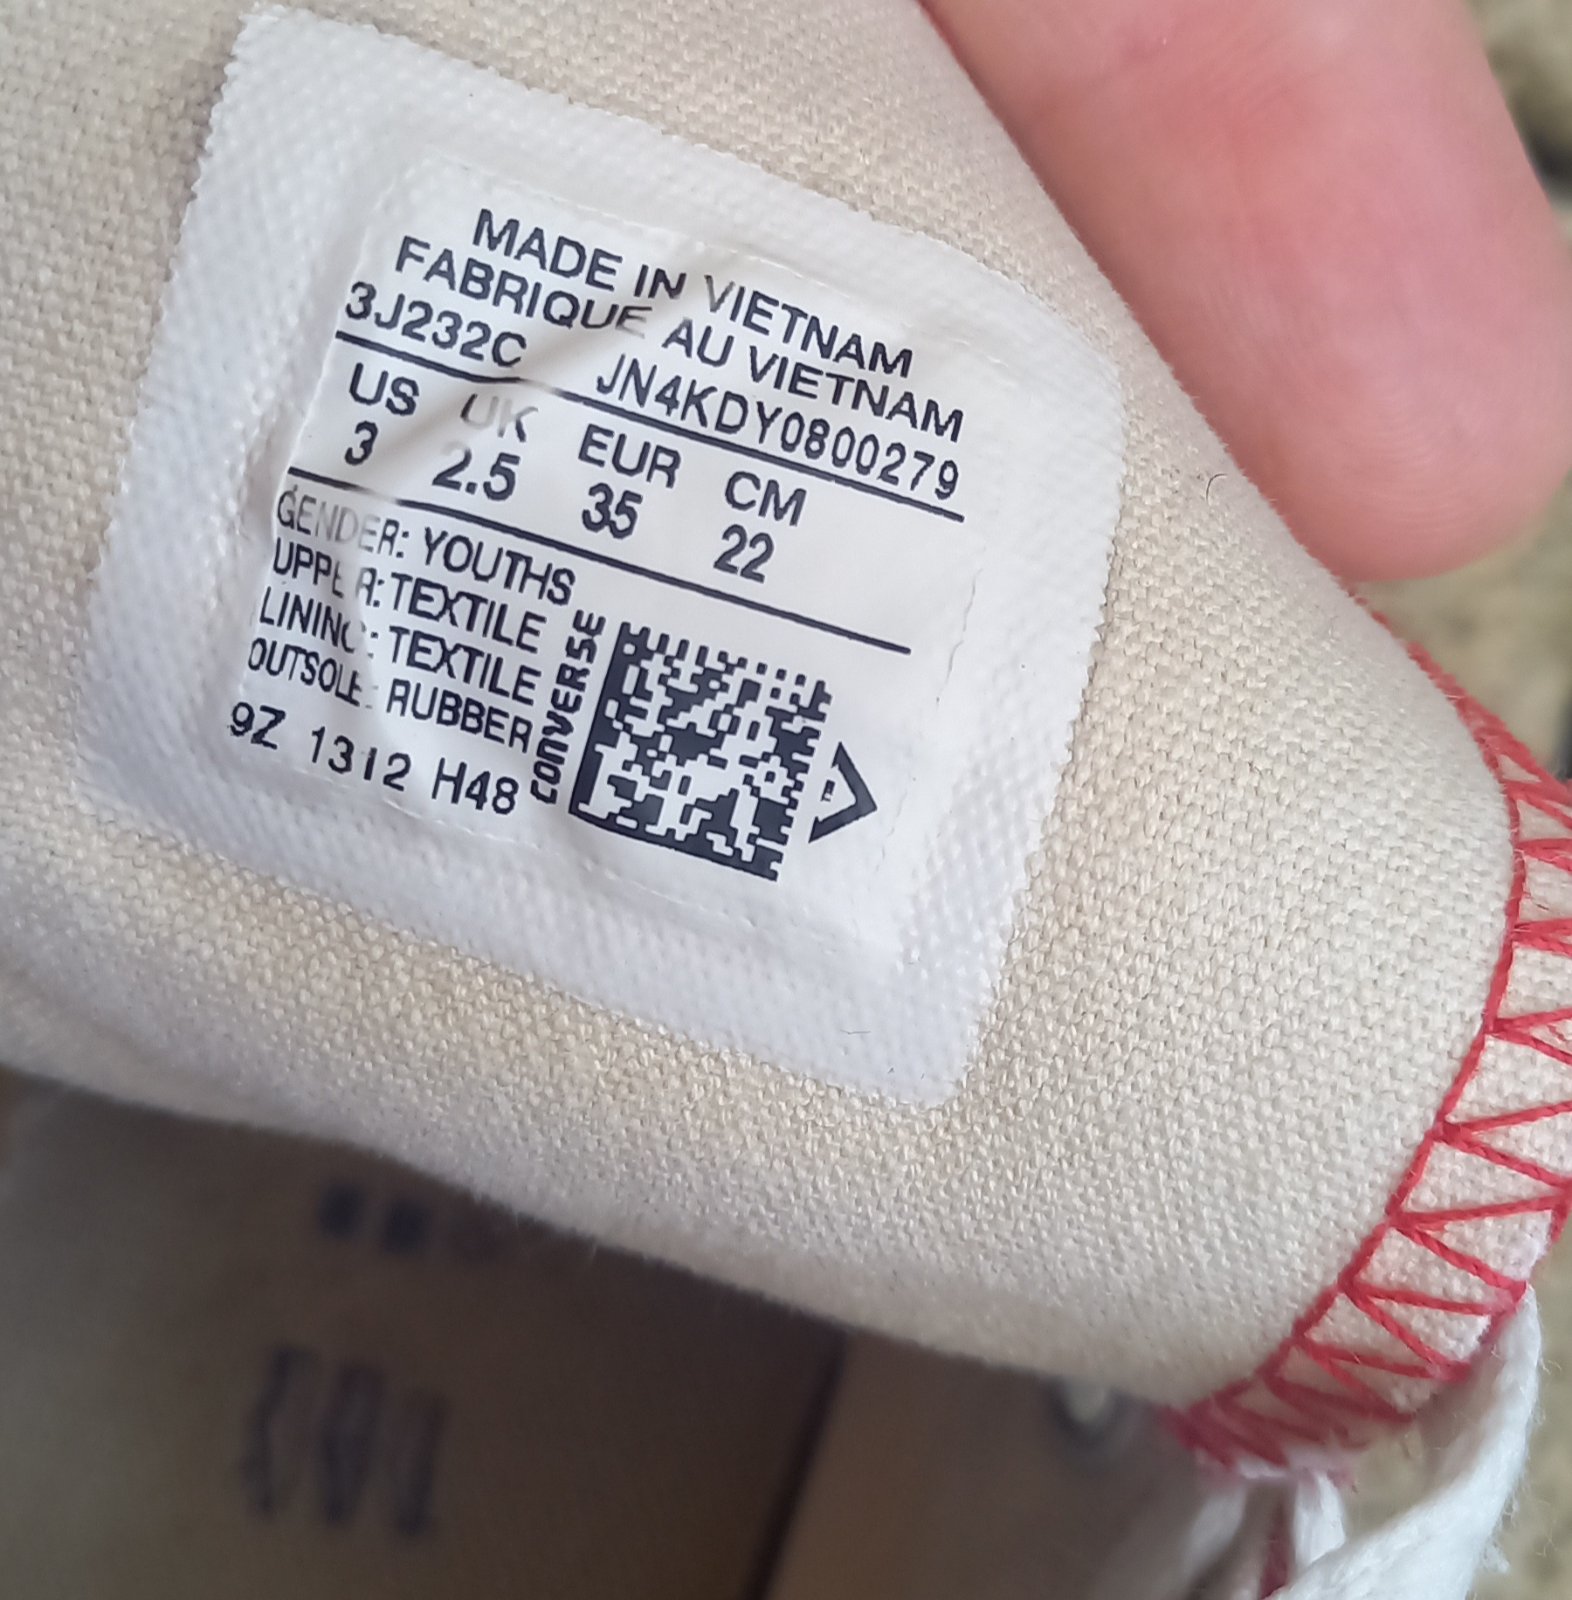 MADE IN VIETNAM
FABRIQUE AU VIETNAM
3J232C JN4KDY0800279
US UK EUR CM
3 2.5 35 22
GENDER: YOUTHS
UPPER: TEXTILE
LINING: TEXTILE
OUTSOLE: RUBBER
9Z 1312 H48
CONVERSE